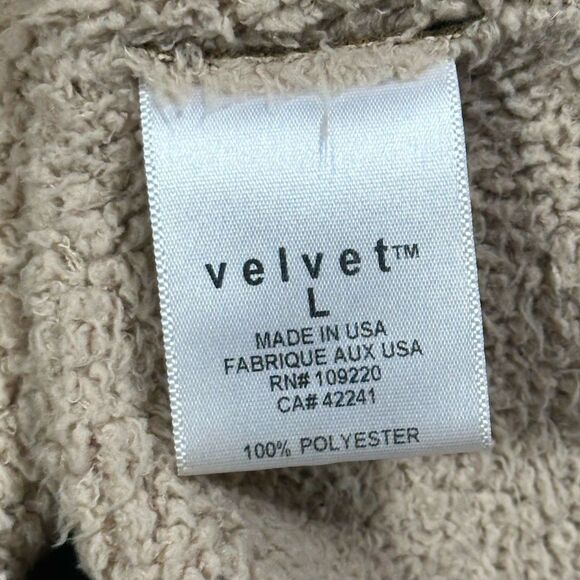 velvet™
L
MADE IN USA
FABRIQUE AUX USA
RN# 109220
CA# 42241
100% POLYESTER